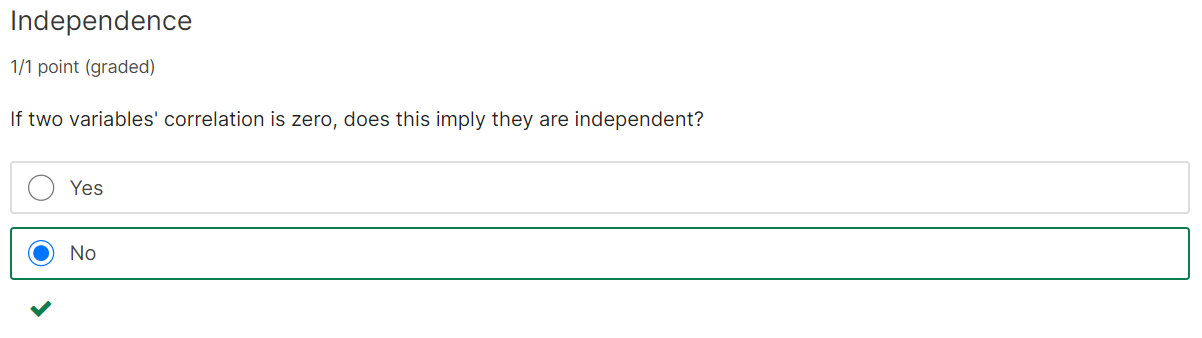 Independence
1/1 point (graded)
If two variables' correlation is zero, does this imply they are independent?
Yes
No